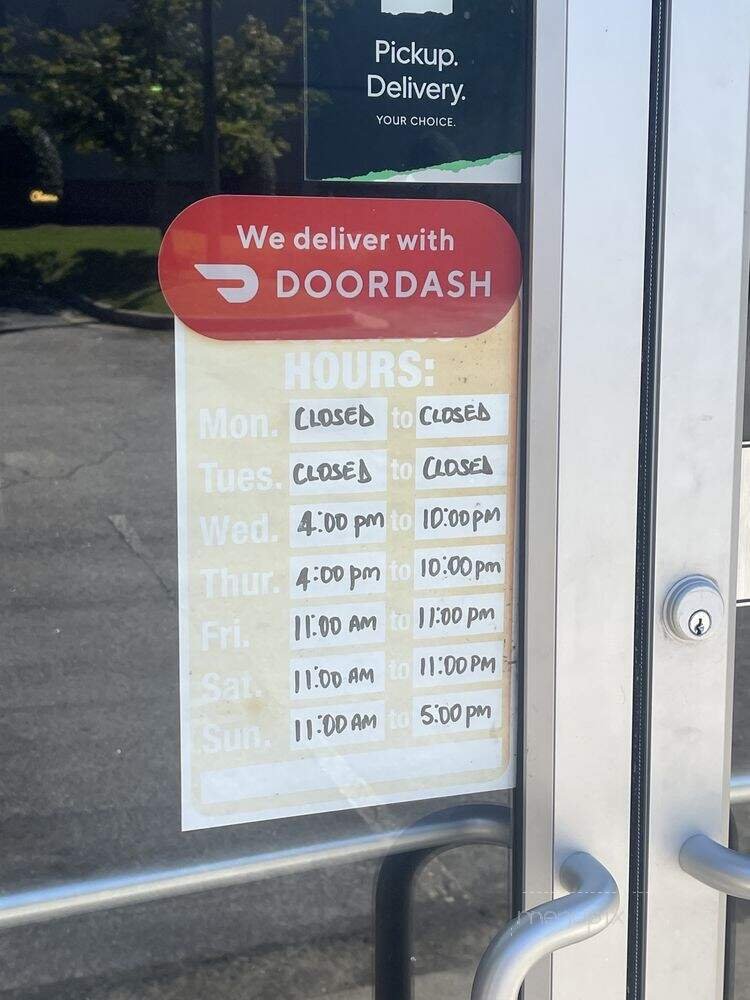 Pickup.
Delivery.
YOUR CHOICE.
We deliver with
DOORDASH
HOURS:
Mon. CLOSED to CLOSED
Tues. CLOSED to CLOSED
Wed. 4:00 pm to 10:00 pm
Thur. 4:00 pm to 10:00 pm
Fri. 11:00 AM to 11:00 pm
Sat. 11:00 AM to 11:00 PM
Sun. 11:00 AM to 5:00 pm